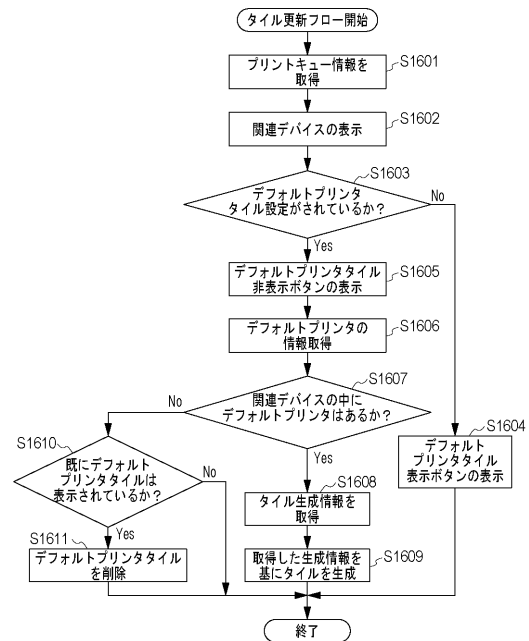 タイル更新フロー開始
プリントキュー情報を
取得
S1601
関連デバイスの表示
S1602
S1603
デフォルトプリンタ
タイル設定がされているか?
No
Yes
デフォルトプリンタタイル
非表示ボタンの表示
S1605
デフォルトプリンタの
情報取得
S1606
S1607
関連デバイスの中に
デフォルトプリンタはあるか?
No
Yes
S1604
デフォルト
プリンタタイル
表示ボタンの表示
S1610
既にデフォルト
プリンタタイルは
表示されているか?
No
Yes
S1608
タイル生成情報を
取得
S1611
デフォルトプリンタタイル
を削除
取得した生成情報を
基にタイルを生成
S1609
終了